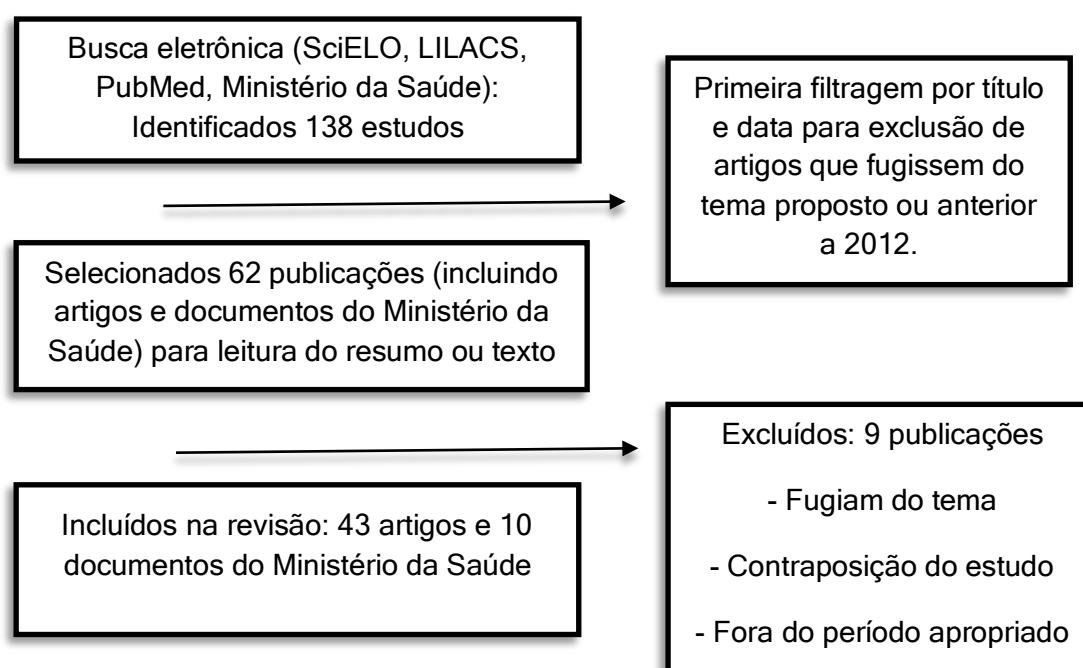 Busca eletrônica (SciELO, LILACS,
PubMed, Ministério da Saúde):
Identificados 138 estudos
Primeira filtragem por título
e data para exclusão de
artigos que fugissem do
tema proposto ou anterior
a 2012.
Selecionados 62 publicações (incluindo
artigos e documentos do Ministério da
Saúde) para leitura do resumo ou texto
Excluídos: 9 publicações
- Fugiam do tema
- Contraposição do estudo
- Fora do período apropriado
Incluídos na revisão: 43 artigos e 10
documentos do Ministério da Saúde